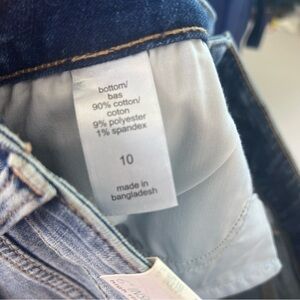 bottom/
bas
90% cotton/
coton
9% polyester
1% spandex
10
made in
bangladesh